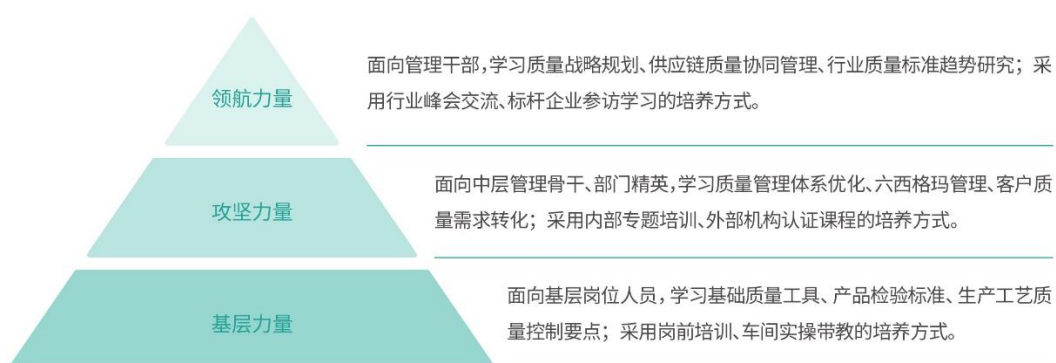 领航力量
面向管理干部，学习质量战略规划、供应链质量协同管理、行业质量标准趋势研究；采
用行业峰会交流、标杆企业参访学习的培养方式。
攻坚力量
面向中层管理骨干、部门精英，学习质量管理体系优化、六西格玛管理、客户质
量需求转化；采用内部专题培训、外部机构认证课程的培养方式。
基层力量
面向基层岗位人员，学习基础质量工具、产品检验标准、生产工艺质
量控制要点；采用岗前培训、车间实操带教的培养方式。